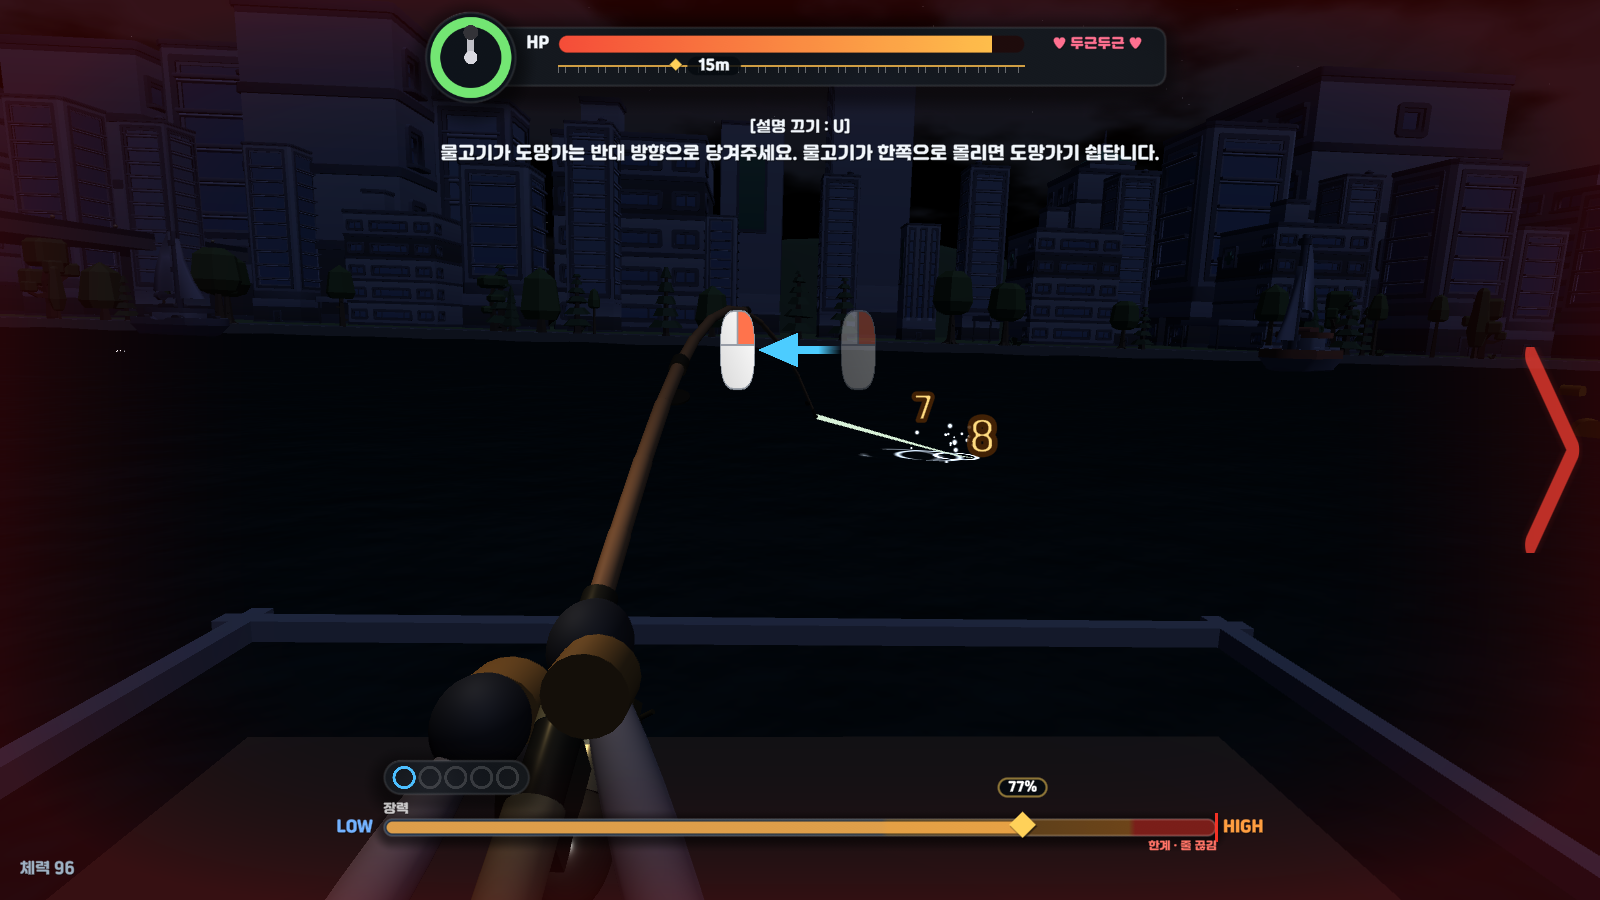 HP
♥ 두근두근 ♥
15m
[설명 끄기 : U]
물고기가 도망가는 반대 방향으로 당겨주세요. 물고기가 한쪽으로 몰리면 도망가기 쉽답니다.
7
8
77%
장력
LOW
HIGH
한계 · 줄 끊김
체력 96